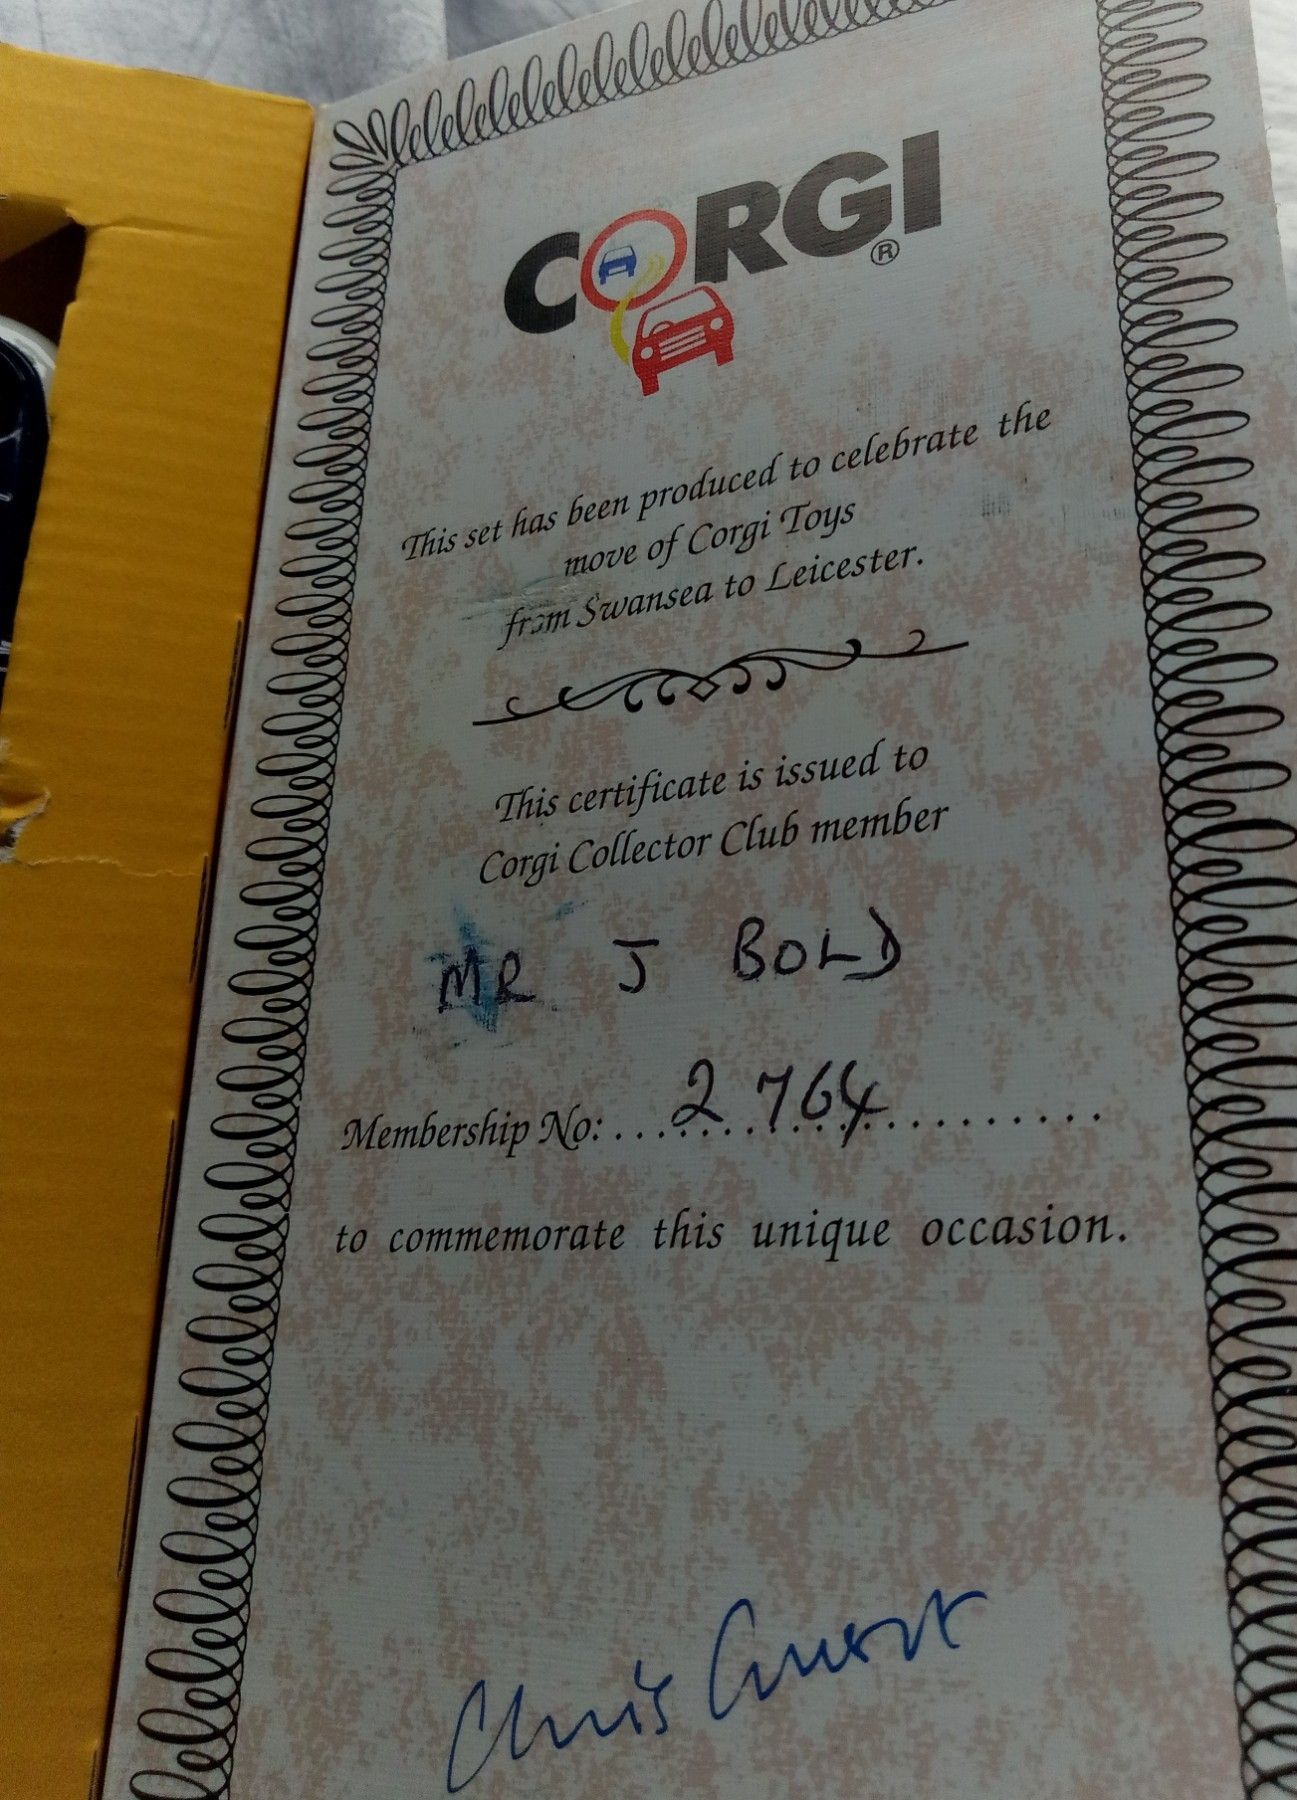 CORGI®
This set has been produced to celebrate the
move of Corgi Toys
from Swansea to Leicester.
This certificate is issued to
Corgi Collector Club member
MR J BOLD
Membership No: .... 2764 ..........
to commemorate this unique occasion.
Chris